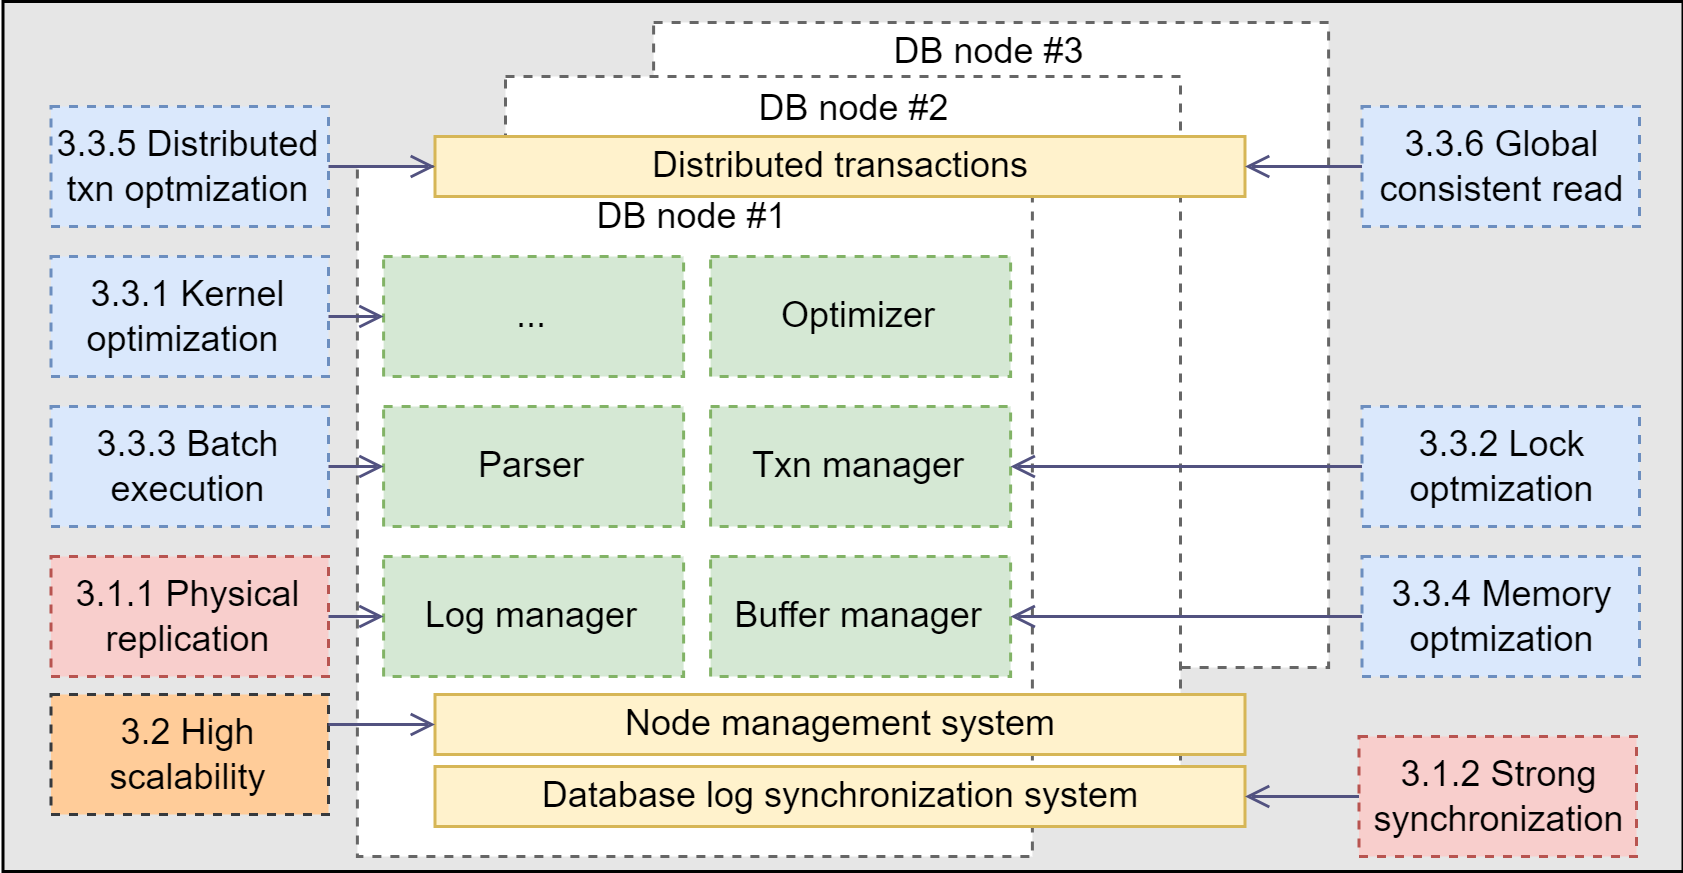 DB node #3
DB node #2
3.3.5 Distributed
txn optmization
Distributed transactions
3.3.6 Global
consistent read
DB node #1
3.3.1 Kernel
optimization
...
Optimizer
3.3.3 Batch
execution
Parser
Txn manager
3.3.2 Lock
optmization
3.1.1 Physical
replication
Log manager
Buffer manager
3.3.4 Memory
optmization
3.2 High
scalability
Node management system
Database log synchronization system
3.1.2 Strong
synchronization